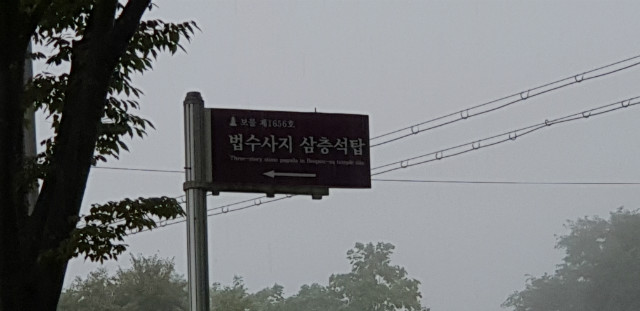 보물 제1656호
법수사지 삼층석탑
Three-story stone pagoda in Beopsu-sa temple site